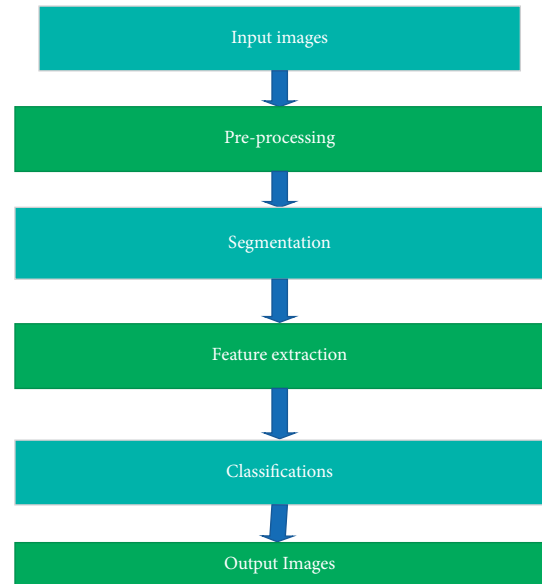 Input images
Pre-processing
Segmentation
Feature extraction
Classifications
Output Images